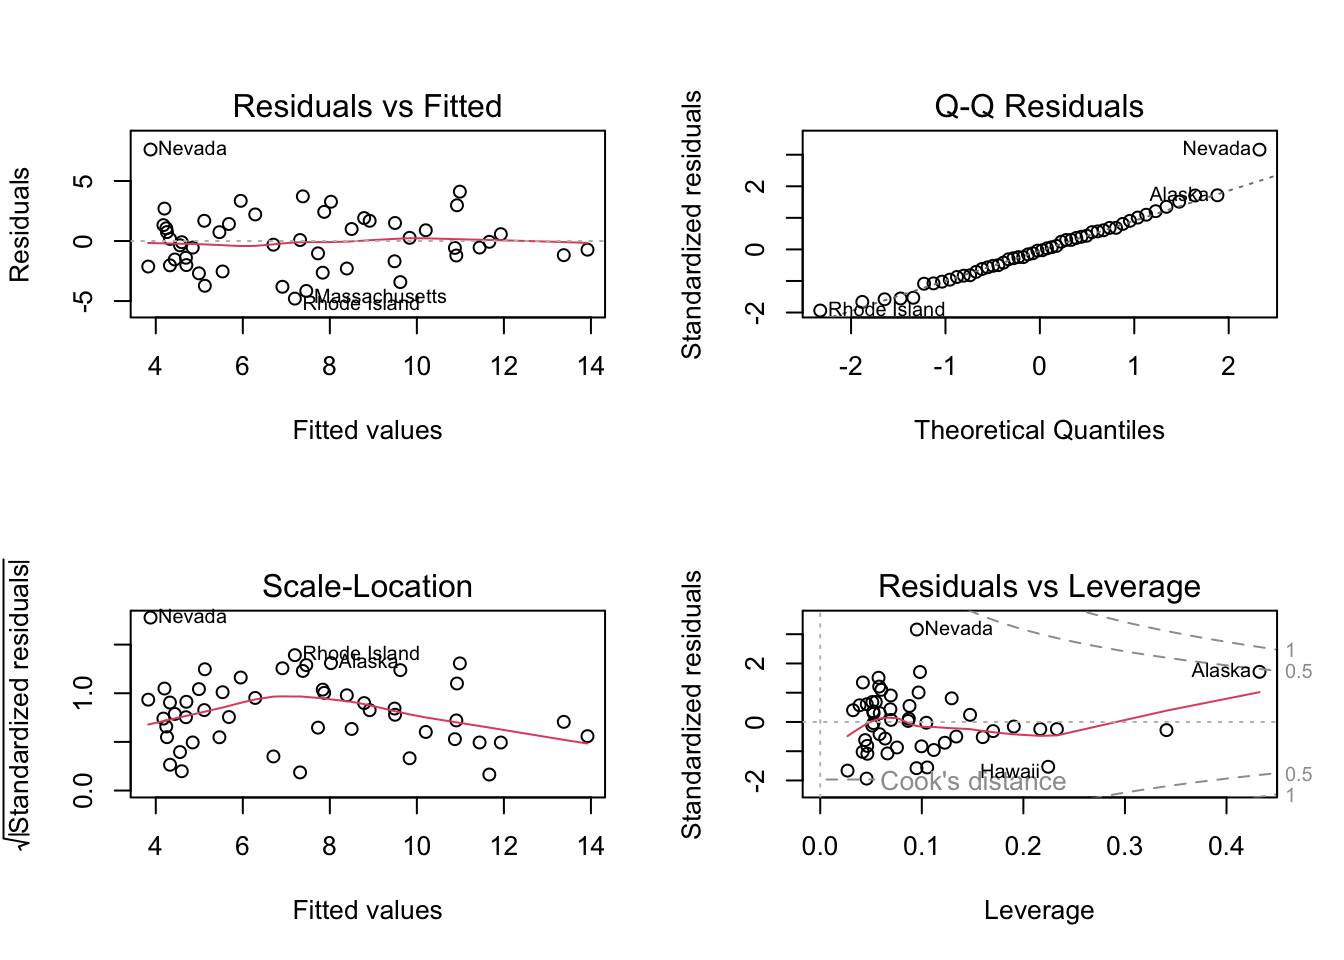 Residuals vs Fitted
Residuals
5
0
-5
Nevada
Massachusetts
Rhode Island
4 6 8 10 12 14
Fitted values
Q-Q Residuals
Standardized residuals
2
0
-2
Nevada
Alaska
Rhode Island
-2 -1 0 1 2
Theoretical Quantiles
Scale-Location
√|Standardized residuals|
1.0
0.0
Nevada
Rhode Island
Alaska
4 6 8 10 12 14
Fitted values
Residuals vs Leverage
Standardized residuals
2
0
-2
Nevada
Alaska
Hawaii
Cook's distance
1
0.5
0.5
1
0.0 0.1 0.2 0.3 0.4
Leverage